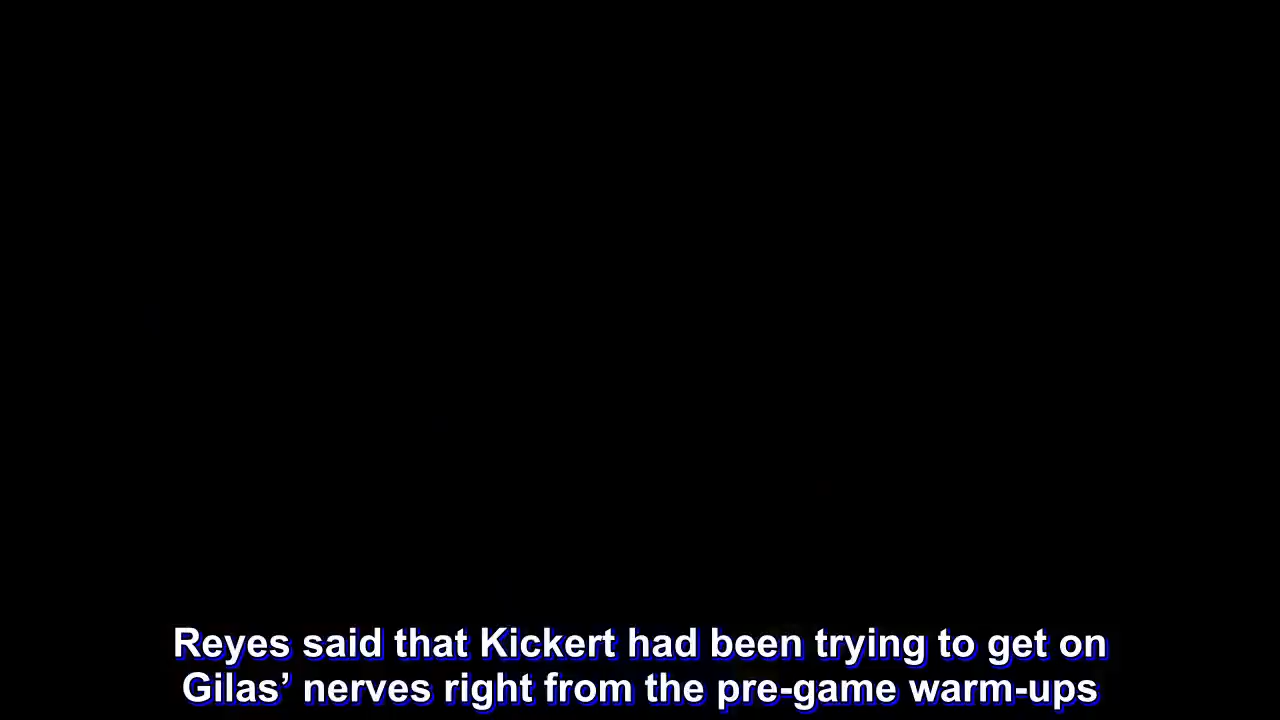 Reyes said that Kickert had been trying to get on
Gilas’ nerves right from the pre-game warm-ups